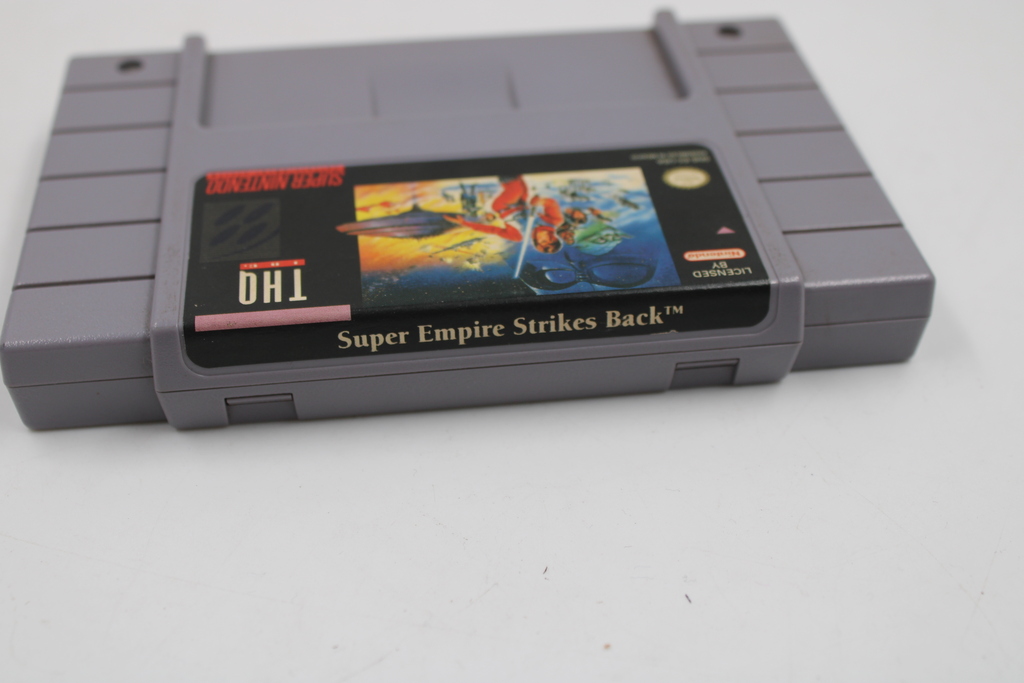 SUPER NINTENDO
THQ
LICENSED
BY
Nintendo
Super Empire Strikes Back™